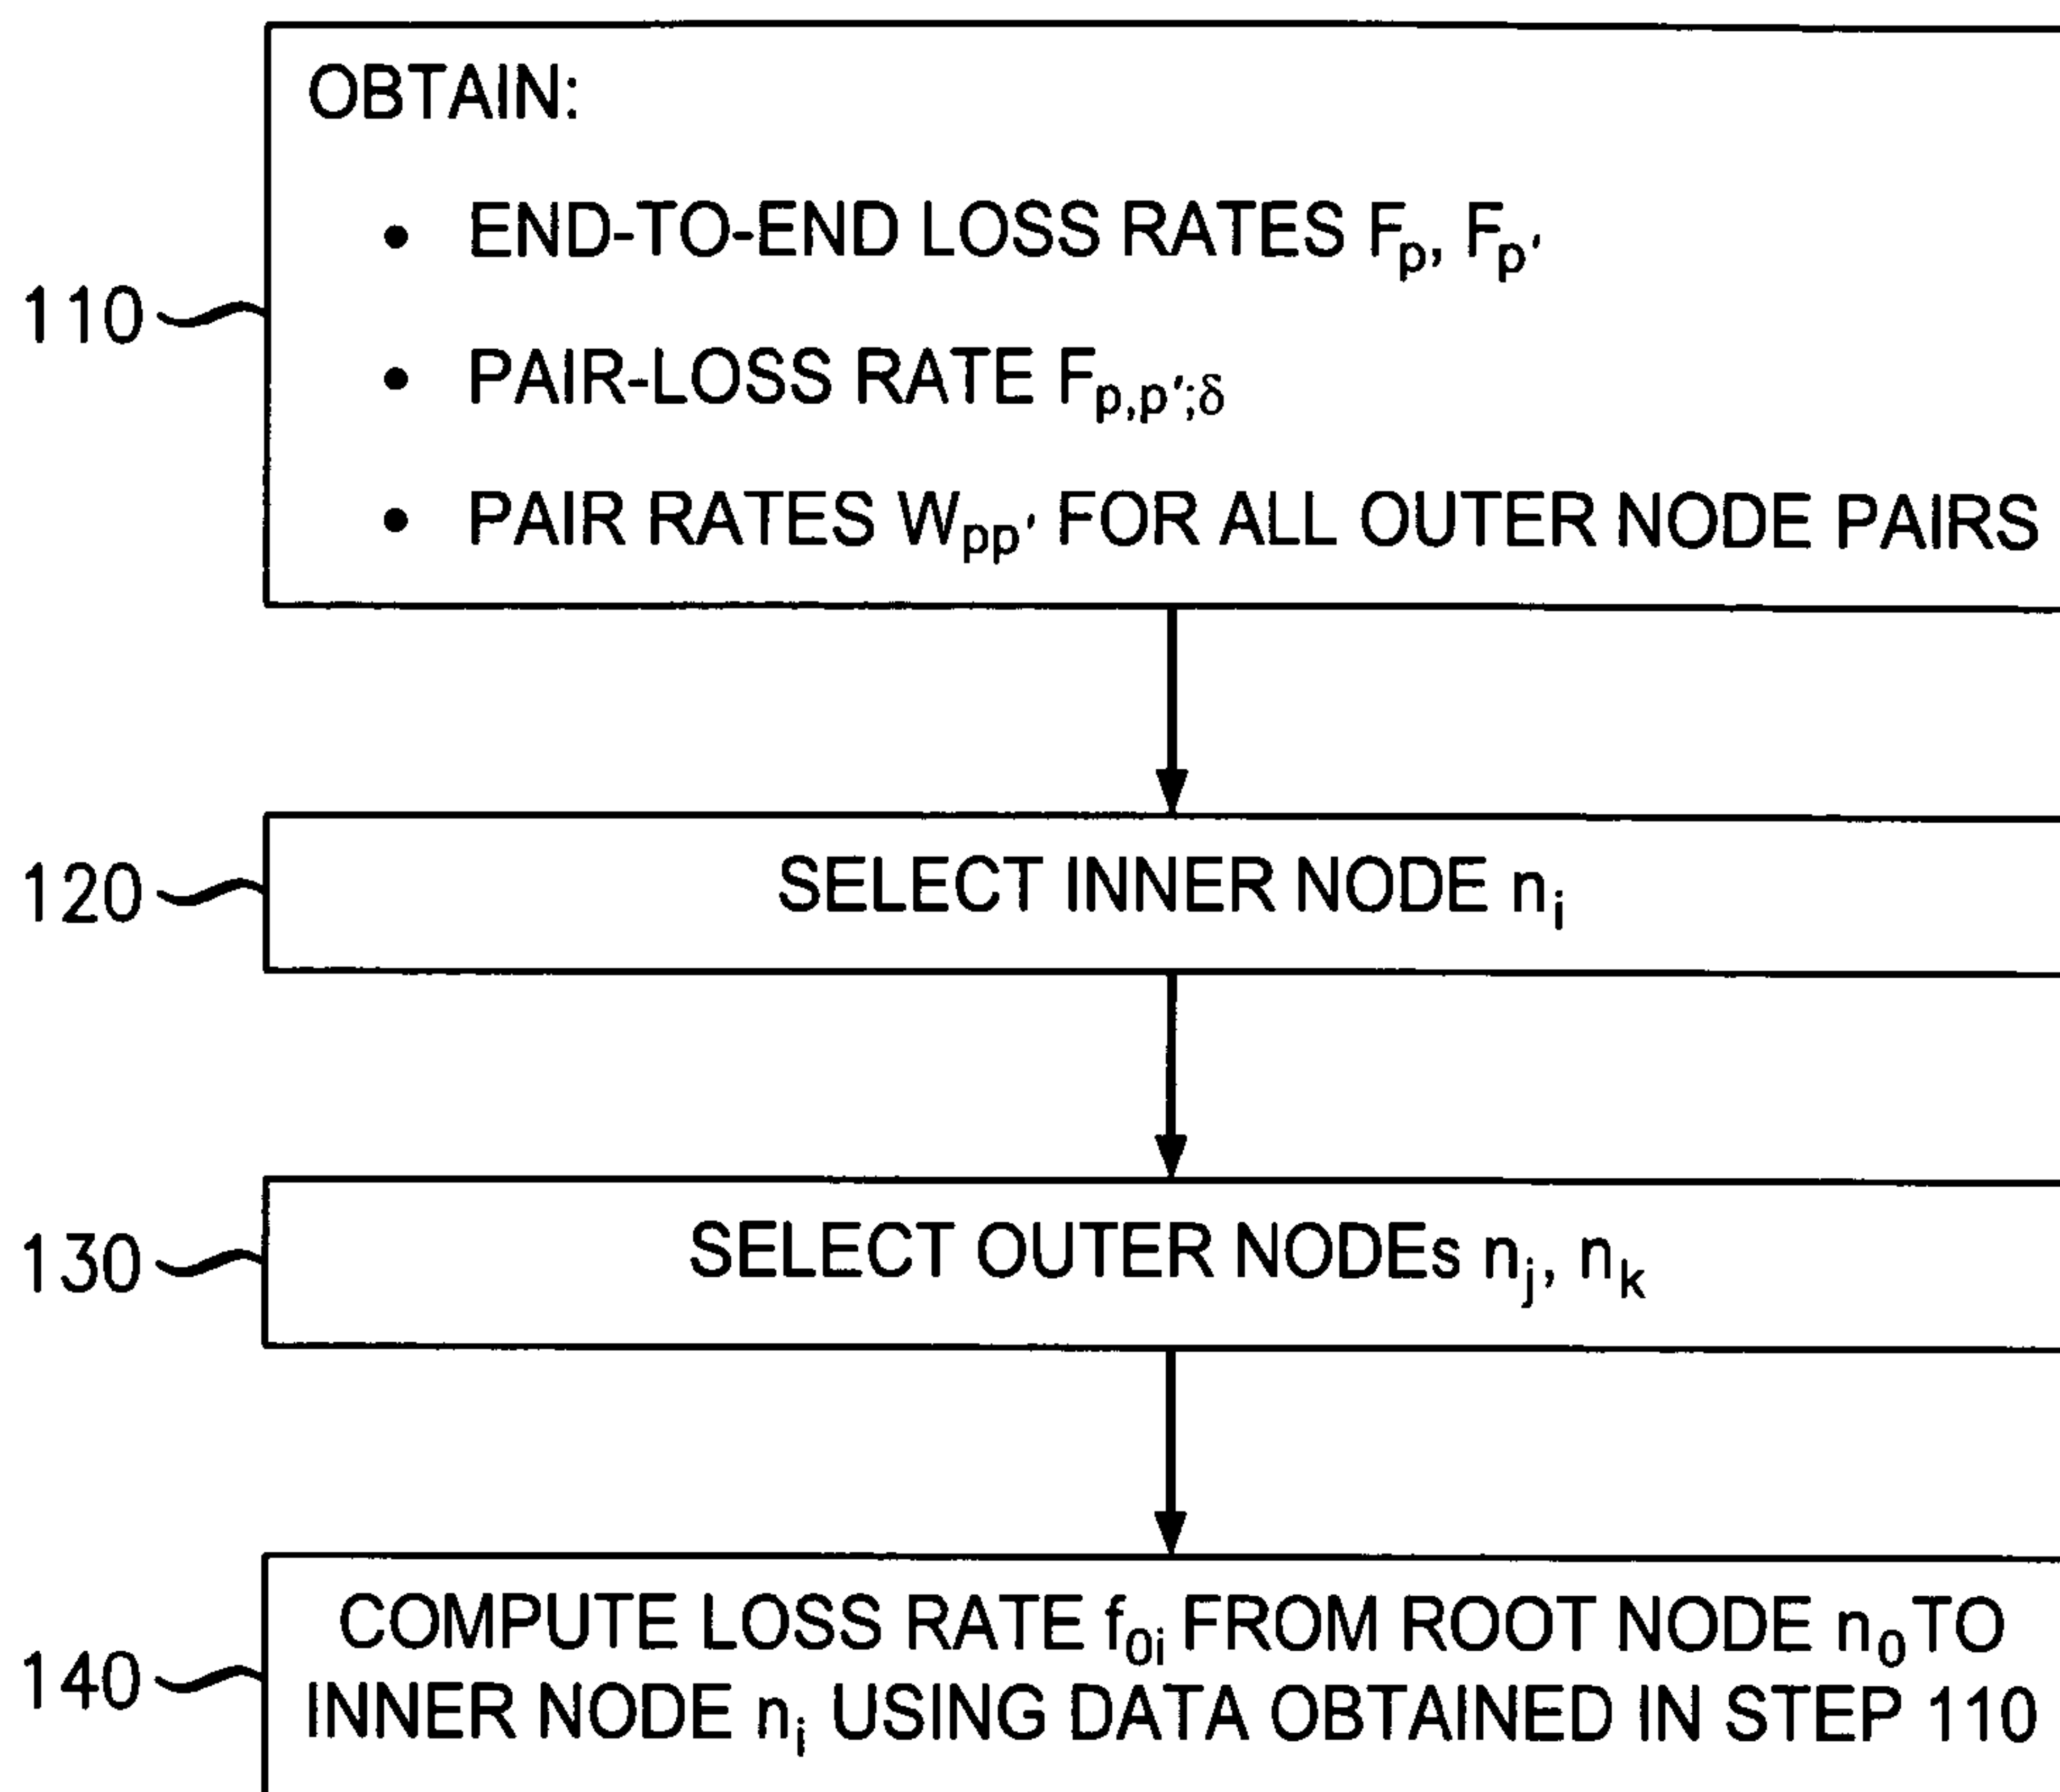 OBTAIN:
• END-TO-END LOSS RATES Fp, Fp'
110
• PAIR-LOSS RATE Fp,p';δ
• PAIR RATES Wpp' FOR ALL OUTER NODE PAIRS
120
SELECT INNER NODE ni
130
SELECT OUTER NODEs nj, nk
COMPUTE LOSS RATE f0i FROM ROOT NODE n0 TO
140
INNER NODE ni USING DATA OBTAINED IN STEP 110